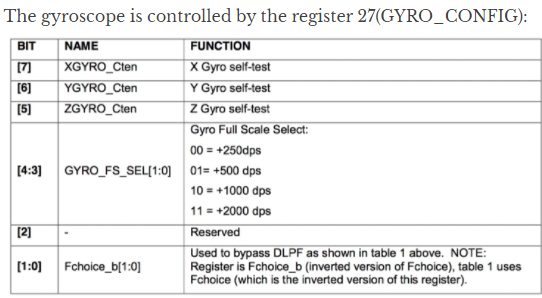 The gyroscope is controlled by the register 27(GYRO_CONFIG):
BIT NAME FUNCTION
[7] XGYRO_Cten X Gyro self-test
[6] YGYRO_Cten Y Gyro self-test
[5] ZGYRO_Cten Z Gyro self-test
Gyro Full Scale Select:
00 = +250dps
[4:3] GYRO_FS_SEL[1:0] 01= +500 dps
10 = +1000 dps
11 = +2000 dps
[2] - Reserved
Used to bypass DLPF as shown in table 1 above. NOTE:
[1:0] Fchoice_b[1:0] Register is Fchoice_b (inverted version of Fchoice), table 1 uses
Fchoice (which is the inverted version of this register).